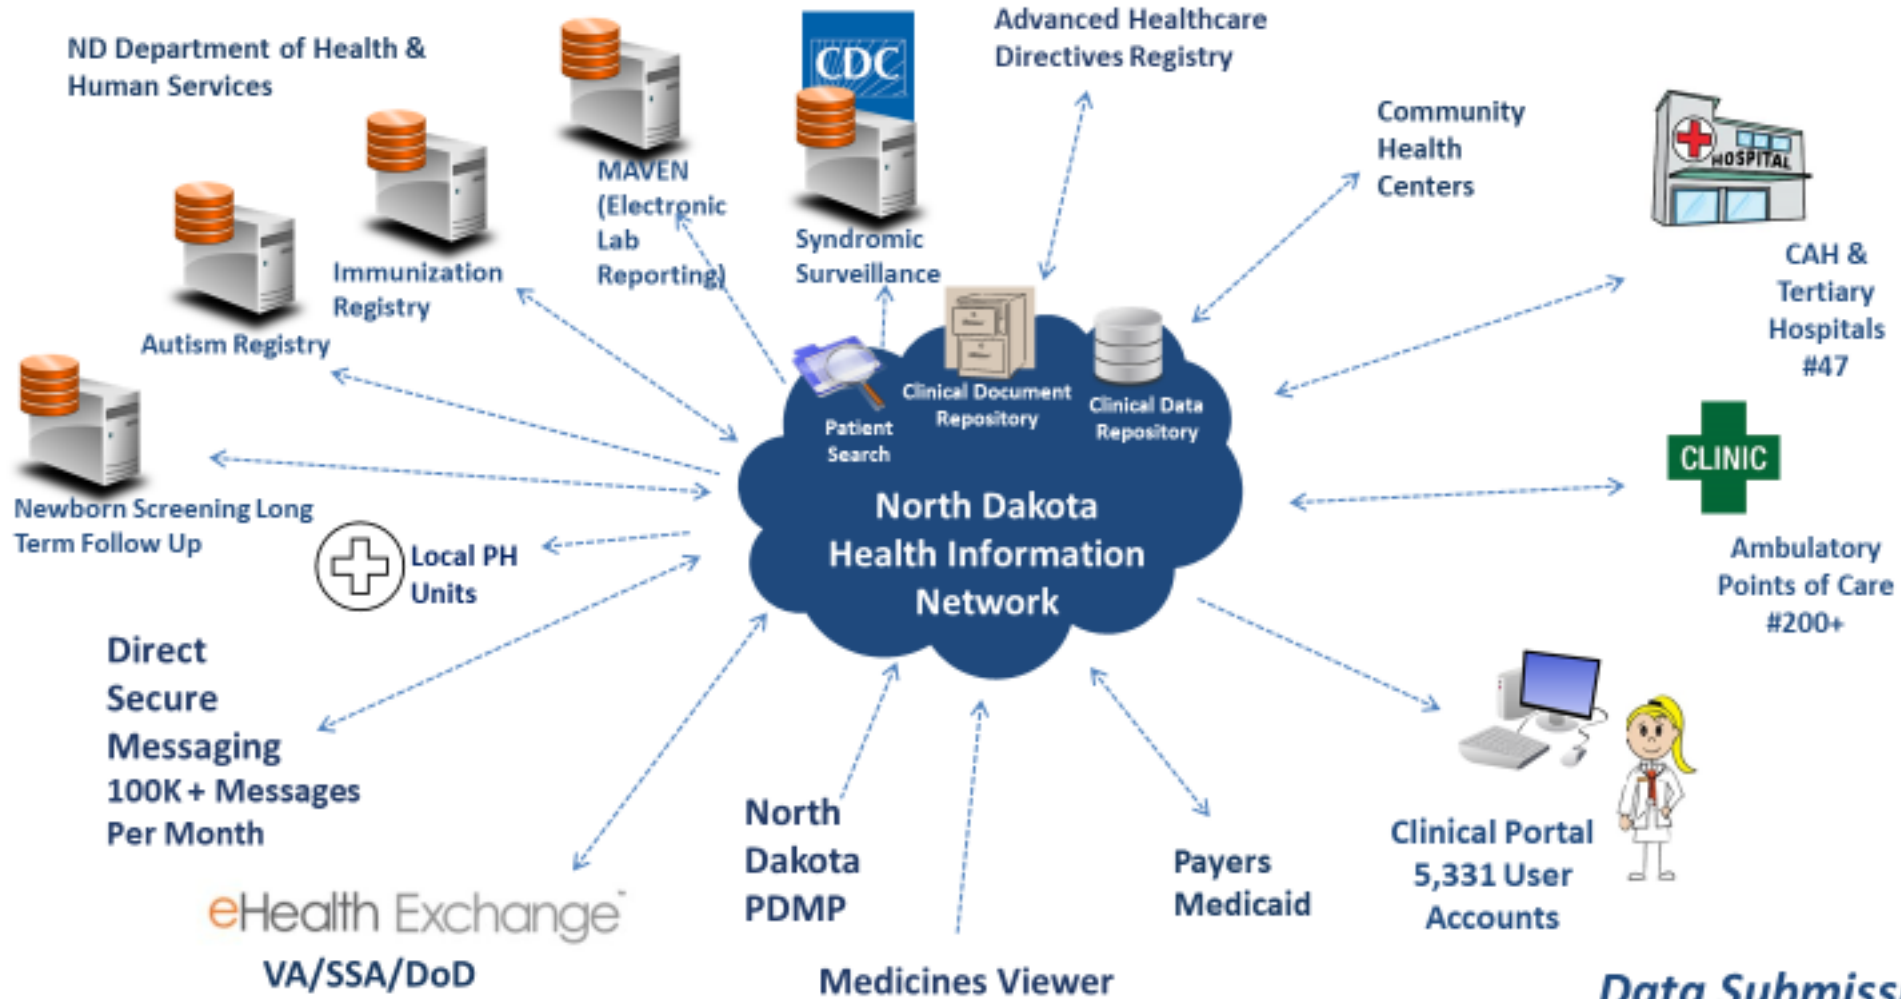 ND Department of Health &
Human Services
CDC
Advanced Healthcare
Directives Registry
Community
Health
Centers
HOSPITAL
CAH &
Tertiary
Hospitals
#47
MAVEN
(Electronic
Lab
Reporting)
Syndromic
Surveillance
Immunization
Registry
Autism Registry
Newborn Screening Long
Term Follow Up
Local PH
Units
Patient
Search
Clinical Document
Repository
Clinical Data
Repository
North Dakota
Health Information
Network
CLINIC
Ambulatory
Points of Care
#200+
Direct
Secure
Messaging
100K + Messages
Per Month
eHealth Exchange™
VA/SSA/DoD
North
Dakota
PDMP
Medicines Viewer
Payers
Medicaid
Clinical Portal
5,331 User
Accounts
Data